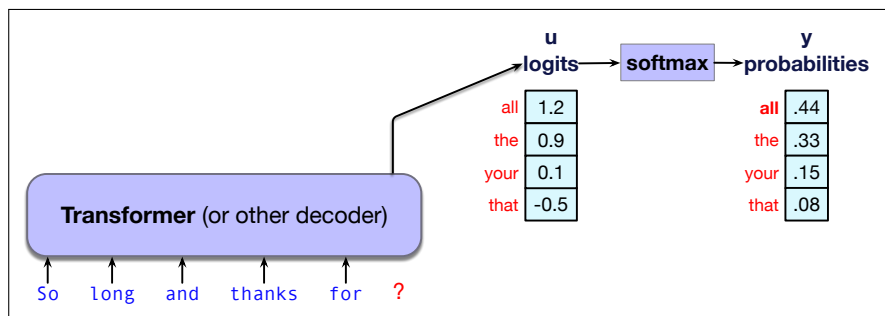 u
logits
softmax
y
probabilities
all 1.2
the 0.9
your 0.1
that -0.5
all .44
the .33
your .15
that .08
Transformer (or other decoder)
So long and thanks for ?